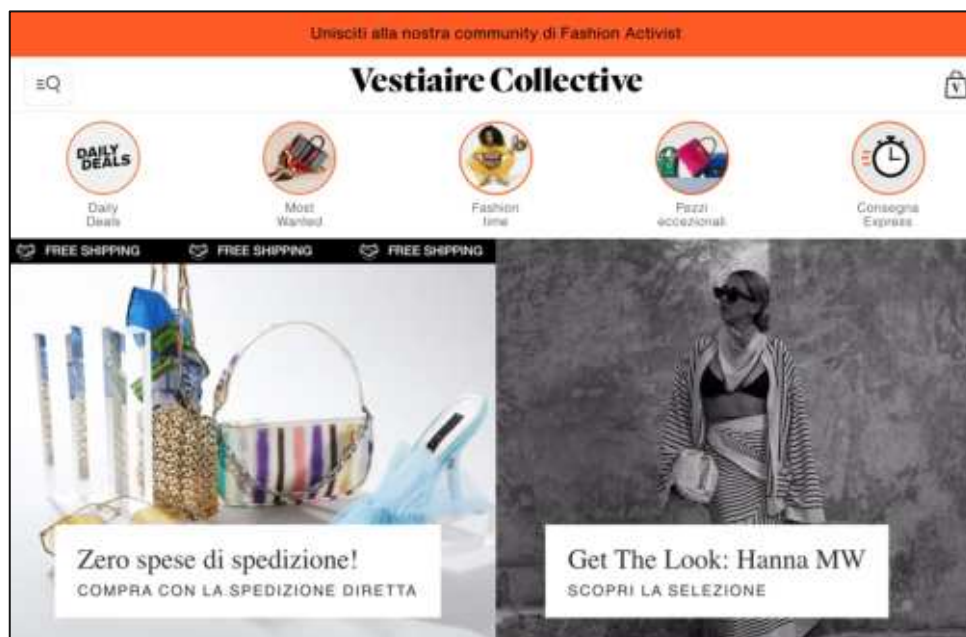 Unisciti alla nostra community di Fashion Activist
Vestiaire Collective
V
DAILY
DEALS
Daily
Deals
Most
Wanted
Fashion
time
Pezzi
eccezionali
Consegna
Express
FREE SHIPPING FREE SHIPPING FREE SHIPPING
Zero spese di spedizione!
COMPRA CON LA SPEDIZIONE DIRETTA
Get The Look: Hanna MW
SCOPRI LA SELEZIONE